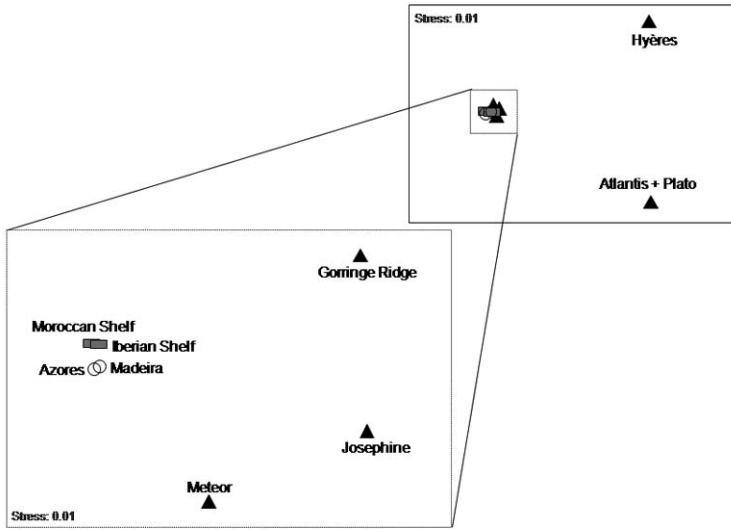 Stress: 0.01
Hyères
Atlantis + Plato
Gorringe Ridge
Moroccan Shelf
Iberian Shelf
Azores
Madeira
Josephine
Meteor
Stress: 0.01